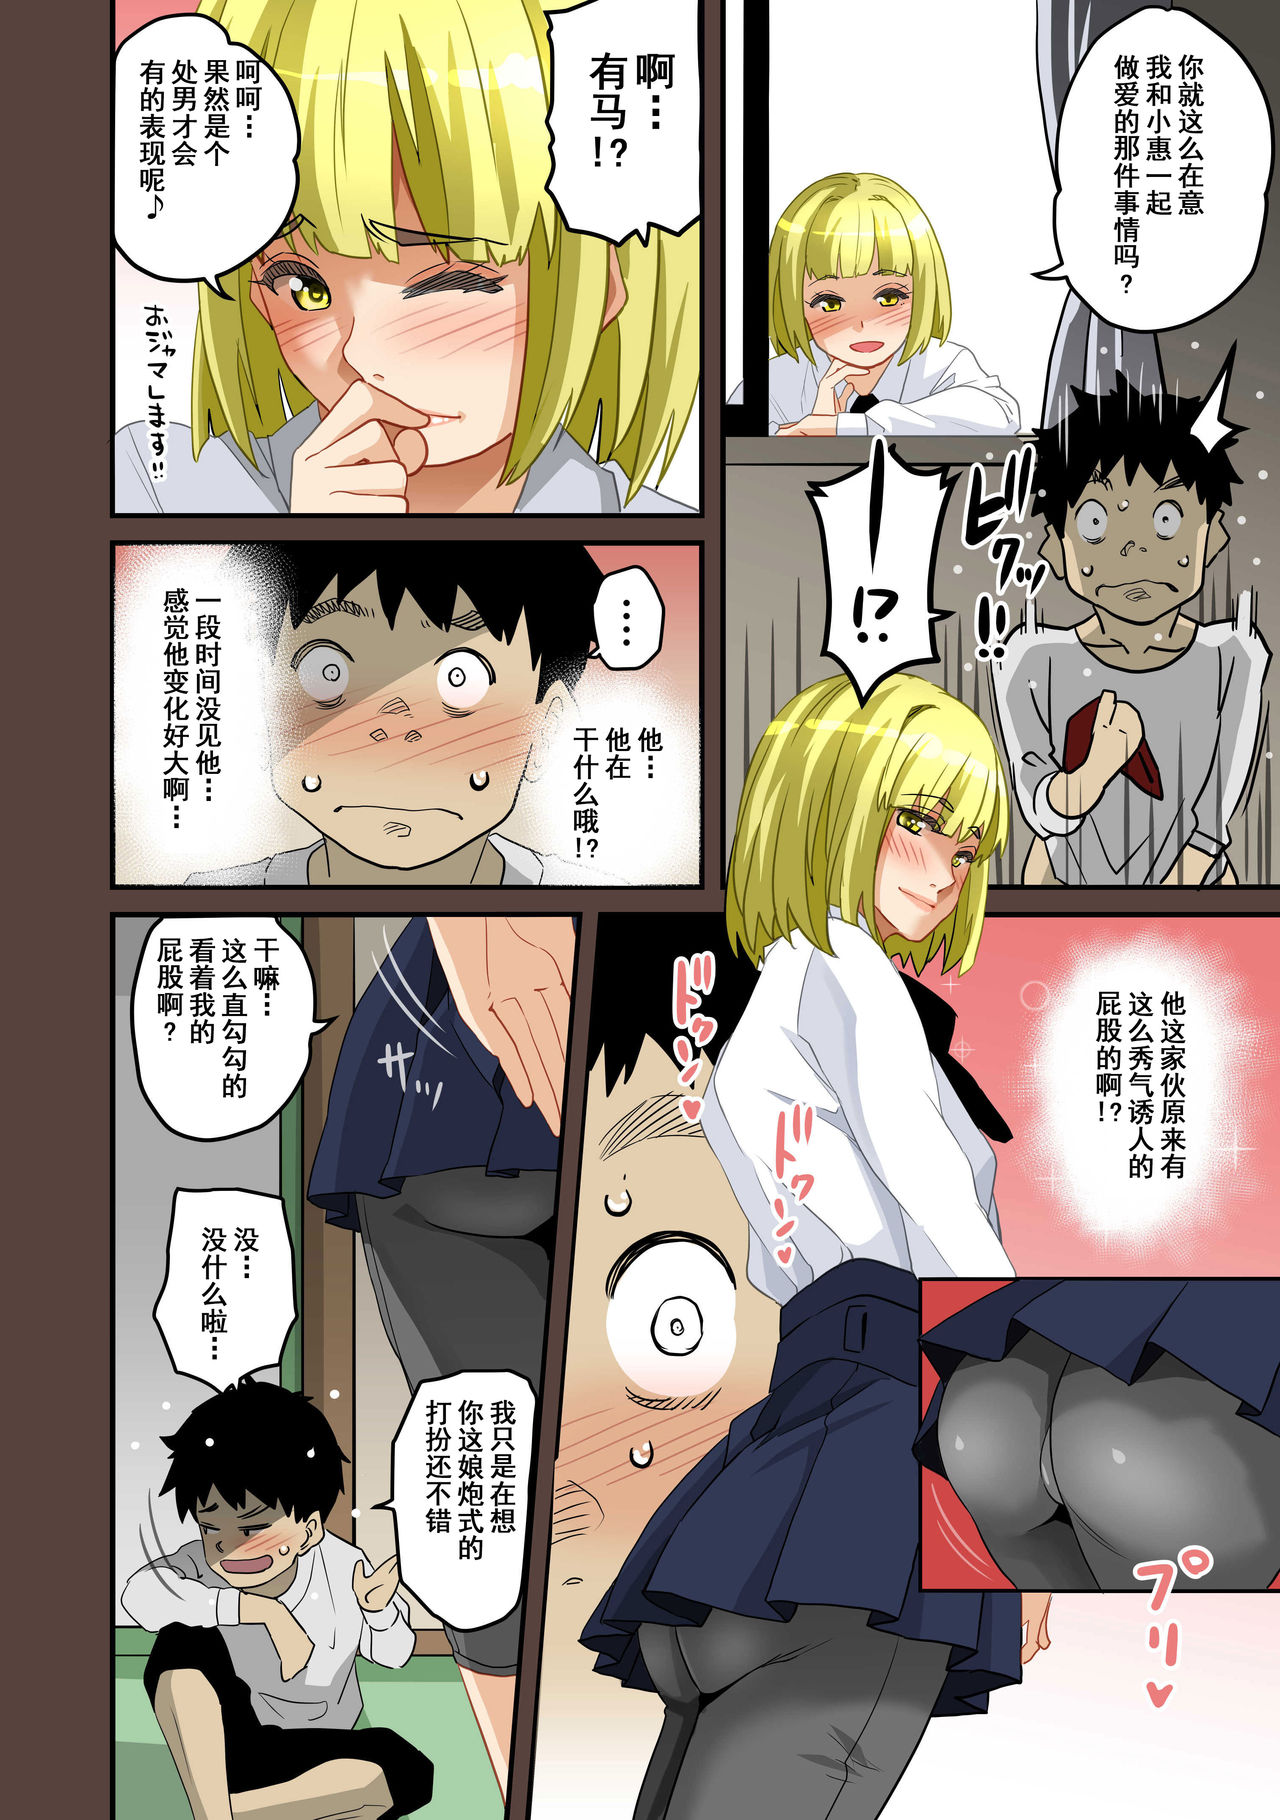 你就这么在意
我和小惠一起
做爱的那件事情吗?
ビクッ!!
!?
啊…
有马!?
呵呵…
果然是个
处男才会
有的表现呢♪
おジャマします!!
…
他…
他在
干什么哦!?
一段时间没见他…
感觉他变化好大啊…
他这家伙原来有
这么秀气诱人的
屁股的啊!?
ドクン♥
ドクン♥
プリ♥
干嘛…
这么直勾勾的
看着我的
屁股啊?
サッ
没…
没什么啦…
我只是在想
你这娘炮式的
打扮还不错